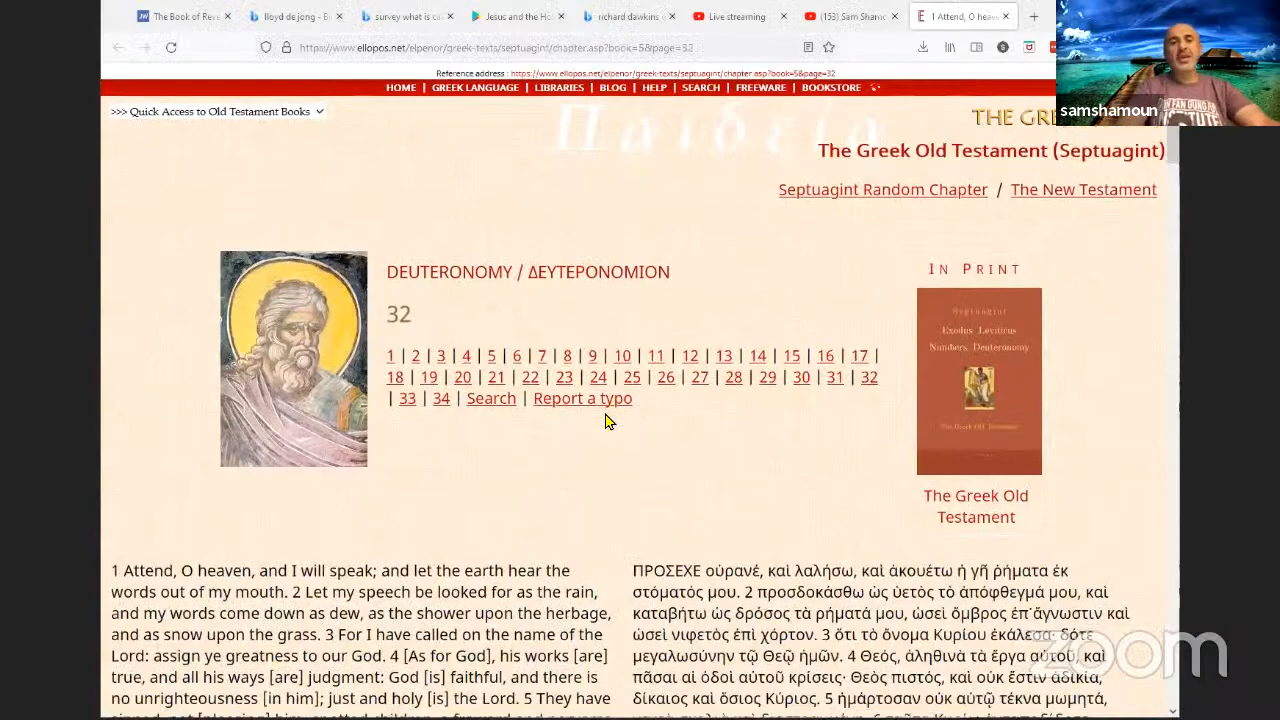 The Book of Reve
lloyd de jong - Bi
survey what is ca
Jesus and the Ho
richard dawkins
Live streaming
(153) Sam Sham
1 Attend, O heav
https://www.ellopos.net/elpenor/greek-texts/septuagint/chapter.asp?book=5&page=32
samshamoun
Reference address : https://www.ellopos.net/elpenor/greek-texts/septuagint/chapter.asp?book=5&page=32
HOME | GREEK LANGUAGE | LIBRARIES | BLOG | HELP | SEARCH | FREEWARE | BOOKSTORE
>>> Quick Access to Old Testament Books
Παιδεία
THE GRE
The Greek Old Testament (Septuagint)
Septuagint Random Chapter / The New Testament
DEUTERONOMY / ΔΕΥΤΕΡΟΝΟΜΙΟΝ
32
1 | 2 | 3 | 4 | 5 | 6 | 7 | 8 | 9 | 10 | 11 | 12 | 13 | 14 | 15 | 16 | 17 |
18 | 19 | 20 | 21 | 22 | 23 | 24 | 25 | 26 | 27 | 28 | 29 | 30 | 31 | 32
| 33 | 34 | Search | Report a typo
IN PRINT
Septuagint
Exodus Leviticus
Numbers Deuteronomy
The Greek Old Testament
The Greek Old
Testament
1 Attend, O heaven, and I will speak; and let the earth hear the
words out of my mouth. 2 Let my speech be looked for as the rain,
and my words come down as dew, as the shower upon the herbage,
and as snow upon the grass. 3 For I have called on the name of the
Lord: assign ye greatness to our God. 4 [As for God], his works [are]
true, and all his ways [are] judgment: God [is] faithful, and there is
no unrighteousness [in him]; just and holy [is] the Lord. 5 They have
ΠΡΟΣΕΧΕ οὐρανέ, καὶ λαλήσω, καὶ ἀκουέτω ἡ γῆ ῥήματα ἐκ
στόματός μου. 2 προσδοκάσθω ὡς ὑετὸς τὸ ἀπόφθεγμά μου, καὶ
καταβήτω ὡς δρόσος τὰ ρήματά μου, ὡσεὶ ὄμβρος ἐπ᾿ ἄγνωστιν καὶ
ὡσεὶ νιφετὸς ἐπὶ χόρτον. 3 ὅτι τὸ ὄνομα Κυρίου ἐκάλεσα· δότε
μεγαλωσύνην τῷ Θεῷ ἡμῶν. 4 Θεός, ἀληθινὰ τὰ ἔργα αὐτοῦ, καὶ
πᾶσαι αἱ ὁδοὶ αὐτοῦ κρίσεις· Θεὸς πιστός, καὶ οὐκ ἔστιν ἀδικία,
δίκαιος καὶ ὅσιος Κύριος. 5 ἡμάρτοσαν οὐκ αὐτῷ τέκνα μωμητά,
zoom